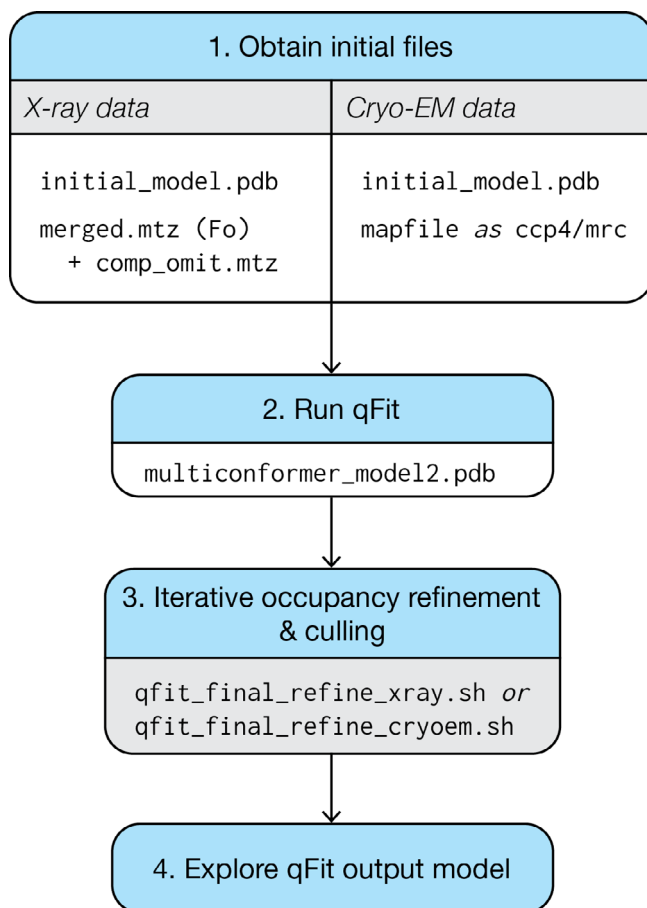 1. Obtain initial files
X-ray data
initial_model.pdb
merged.mtz (Fo)
+ comp_omit.mtz
Cryo-EM data
initial_model.pdb
mapfile as ccp4/mrc
2. Run qFit
multiconformer_model2.pdb
3. Iterative occupancy refinement
& culling
qfit_final_refine_xray.sh or
qfit_final_refine_cryoem.sh
4. Explore qFit output model